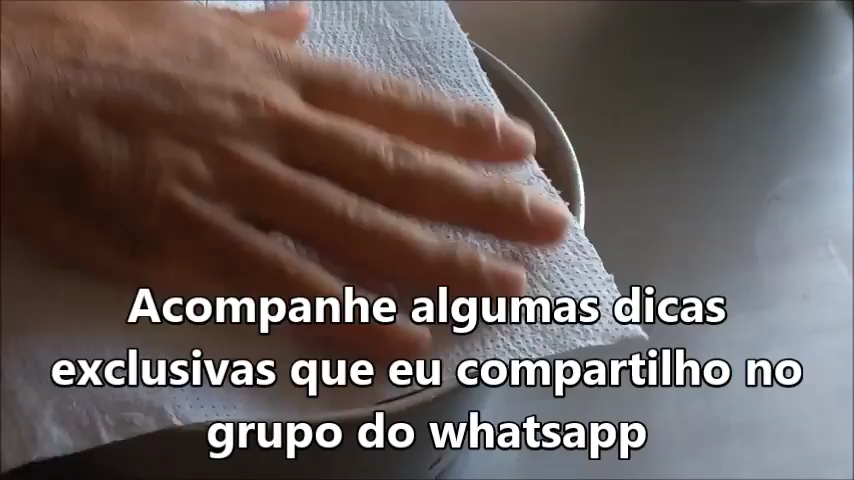 Acompanhe algumas dicas
exclusivas que eu compartilho no
grupo do whatsapp